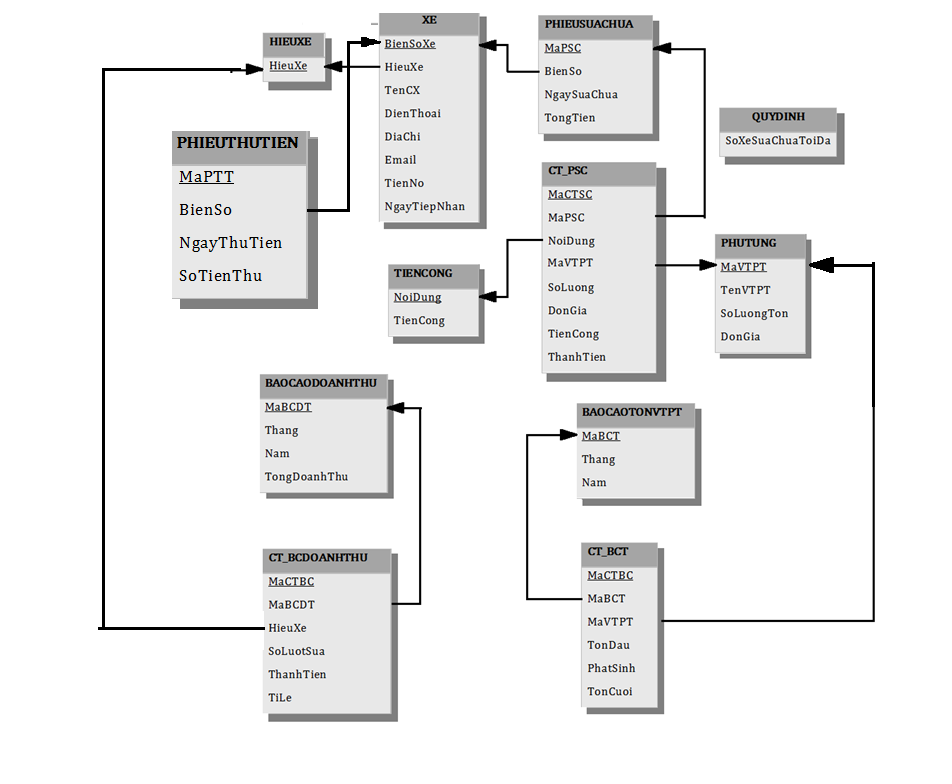 HIEUXE
HieuXe
XE
BienSoXe
HieuXe
TenCX
DienThoai
DiaChi
Email
TienNo
NgayTiepNhan
PHIEUSUACHUA
MaPSC
BienSo
NgaySuaChua
TongTien
QUYDINH
SoXeSuaChuaToiDa
PHIEUTHUTIEN
MaPTT
BienSo
NgayThuTien
SoTienThu
CT_PSC
MaCTSC
MaPSC
NoiDung
MaVTPT
SoLuong
DonGia
TienCong
ThanhTien
TIENCONG
NoiDung
TienCong
PHUTUNG
MaVTPT
TenVTPT
SoLuongTon
DonGia
BAOCAODOANHTHU
MaBCDT
Thang
Nam
TongDoanhThu
BAOCAOTONVTPT
MaBCT
Thang
Nam
CT_BCDOANHTHU
MaCTBC
MaBCDT
HieuXe
SoLuotSua
ThanhTien
TiLe
CT_BCT
MaCTBC
MaBCT
MaVTPT
TonDau
PhatSinh
TonCuoi